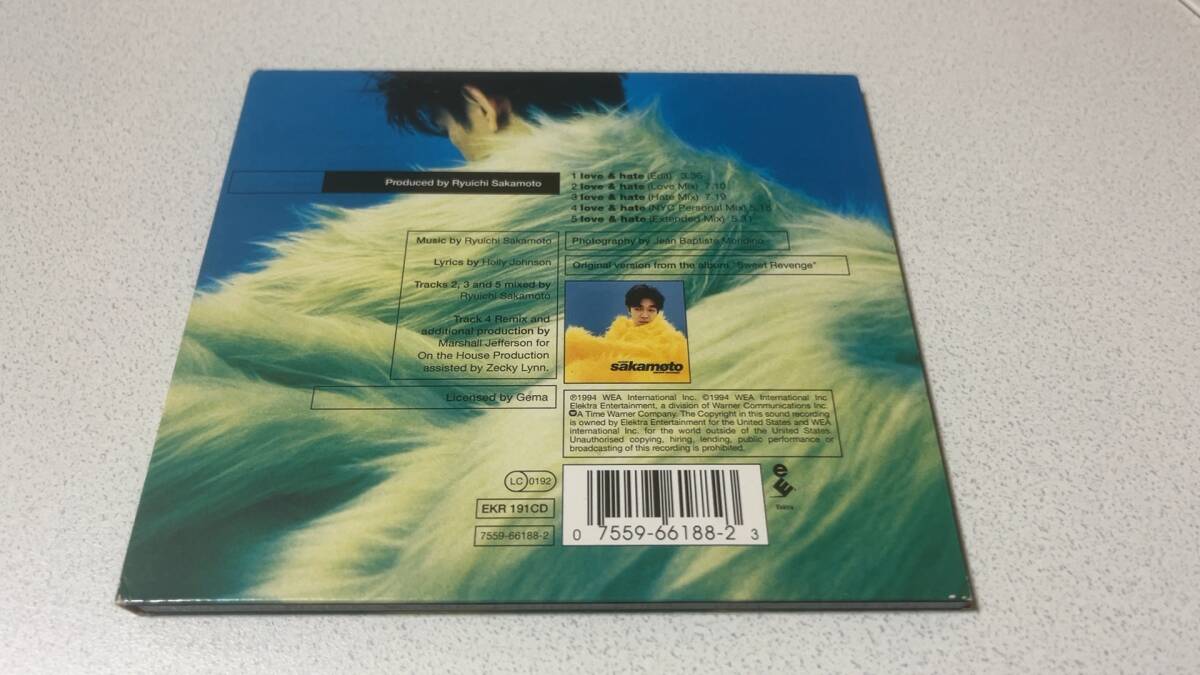 Produced by Ryuichi Sakamoto
1 love & hate (Edit) 3.36
2 love & hate (Love Mix) 7.10
3 love & hate (Hate Mix) 7.19
4 love & hate (NYC Personal Mix) 5.16
5 love & hate (Extended Mix) 5.31
Music by Ryuichi Sakamoto
Lyrics by Holly Johnson
Tracks 2, 3 and 5 mixed by
Ryuichi Sakamoto
Track 4 Remix and
additional production by
Marshall Jefferson for
On the House Production
assisted by Zecky Lynn.
Licensed by Gema
Photography by Jean Baptiste Mondino
Original version from the album "Sweet Revenge"
sakamoto
℗1994 WEA International Inc. ©1994 WEA International Inc
Elektra Entertainment, a division of Warner Communications Inc.
A Time Warner Company. The Copyright in this sound recording
is owned by Elektra Entertainment for the United States and WEA
international Inc. for the world outside of the United States.
Unauthorised copying, hiring, lending, public performance or
broadcasting of this recording is prohibited.
LC 0192
EKR 191CD
7559-66188-2
0 7559-66188-2 3